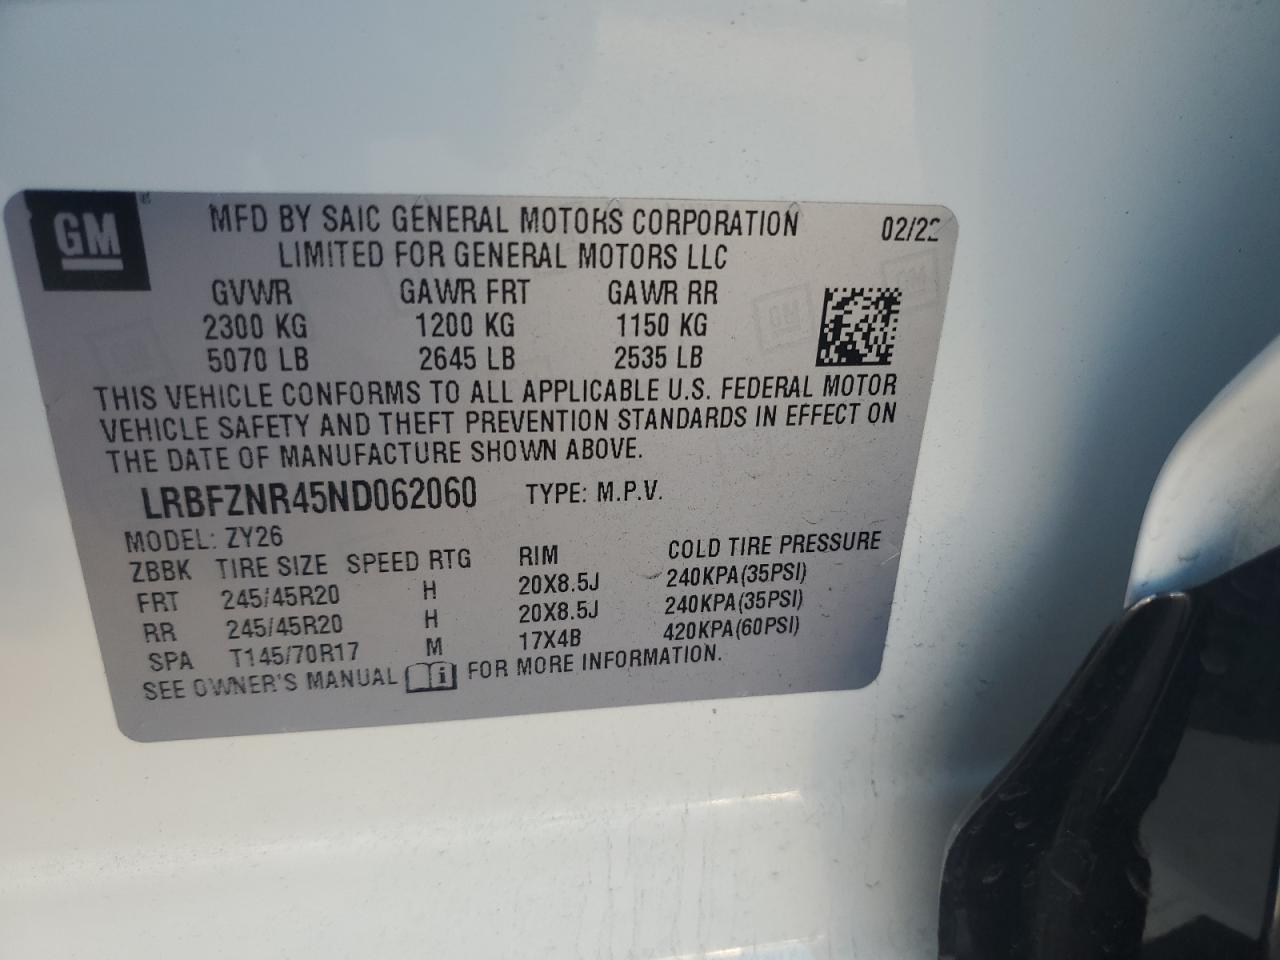 GM
MFD BY SAIC GENERAL MOTORS CORPORATION 02/22
LIMITED FOR GENERAL MOTORS LLC
GVWR GAWR FRT GAWR RR
2300 KG 1200 KG 1150 KG
5070 LB 2645 LB 2535 LB
THIS VEHICLE CONFORMS TO ALL APPLICABLE U.S. FEDERAL MOTOR
VEHICLE SAFETY AND THEFT PREVENTION STANDARDS IN EFFECT ON
THE DATE OF MANUFACTURE SHOWN ABOVE.
LRBFZNR45ND062060 TYPE: M.P.V.
MODEL: ZY26
ZBBK TIRE SIZE SPEED RTG RIM COLD TIRE PRESSURE
FRT 245/45R20 H 20X8.5J 240KPA(35PSI)
RR 245/45R20 H 20X8.5J 240KPA(35PSI)
SPA T145/70R17 M 17X4B 420KPA(60PSI)
SEE OWNER'S MANUAL i FOR MORE INFORMATION.